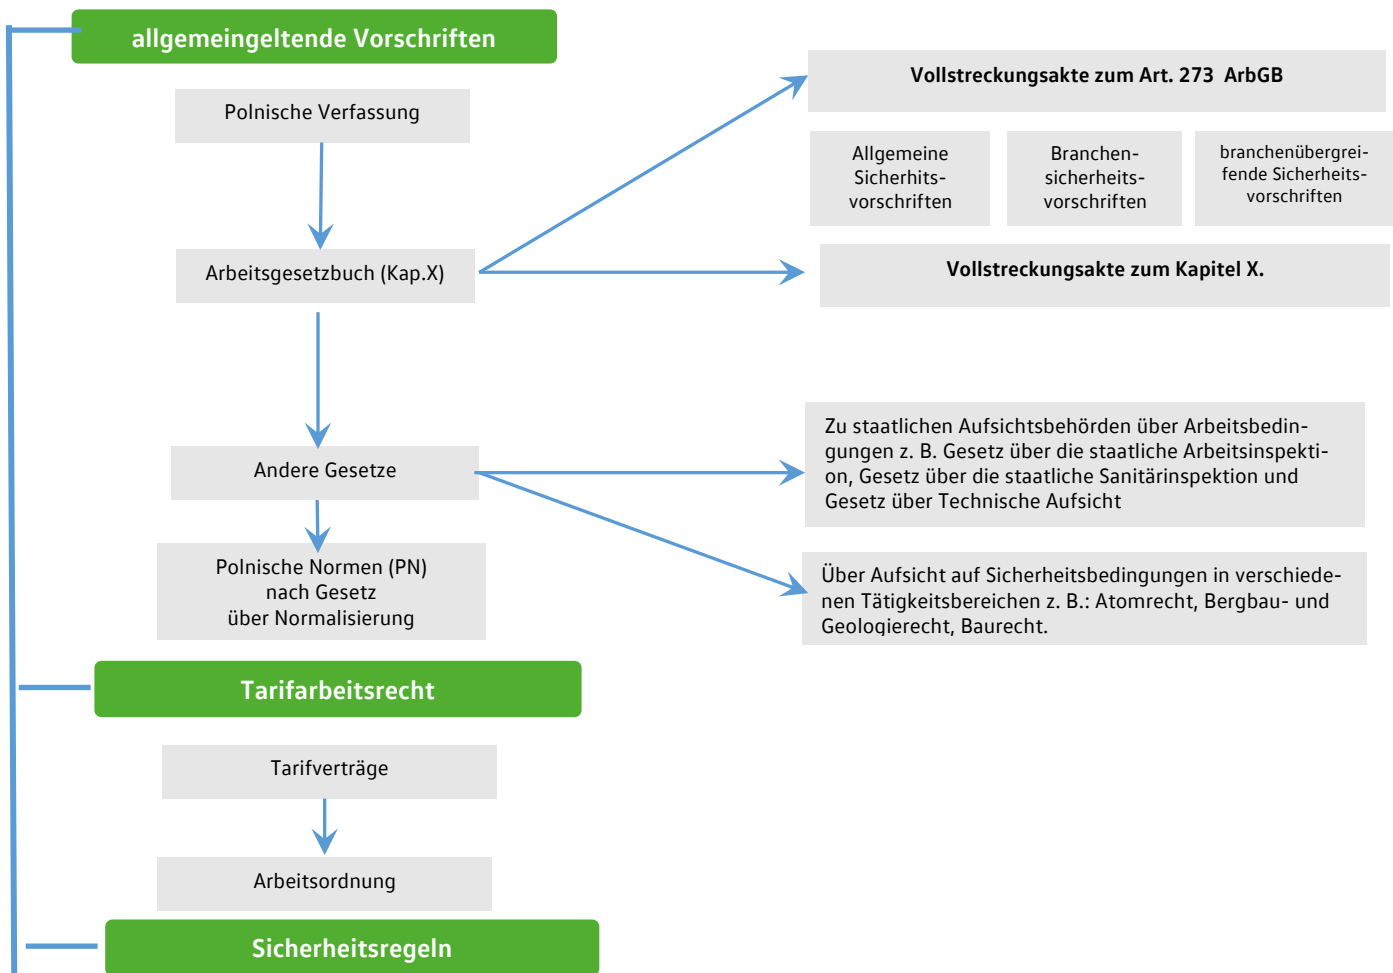 allgemeingeltende Vorschriften
Polnische Verfassung
Arbeitsgesetzbuch (Kap.X)
Vollstreckungsakte zum Art. 273 ArbGB
Allgemeine
Sicherhits-
vorschriften
Branchen-
sicherheits-
vorschriften
branchenübergrei-
fende Sicherheits-
vorschriften
Vollstreckungsakte zum Kapitel X.
Andere Gesetze
Zu staatlichen Aufsichtsbehörden über Arbeitsbedin-
gungen z. B. Gesetz über die staatliche Arbeitsinspekti-
on, Gesetz über die staatliche Sanitärinspektion und
Gesetz über Technische Aufsicht
Über Aufsicht auf Sicherheitsbedingungen in verschiede-
nen Tätigkeitsbereichen z. B.: Atomrecht, Bergbau- und
Geologierecht, Baurecht.
Polnische Normen (PN)
nach Gesetz
über Normalisierung
Tarifarbeitsrecht
Tarifverträge
Arbeitsordnung
Sicherheitsregeln